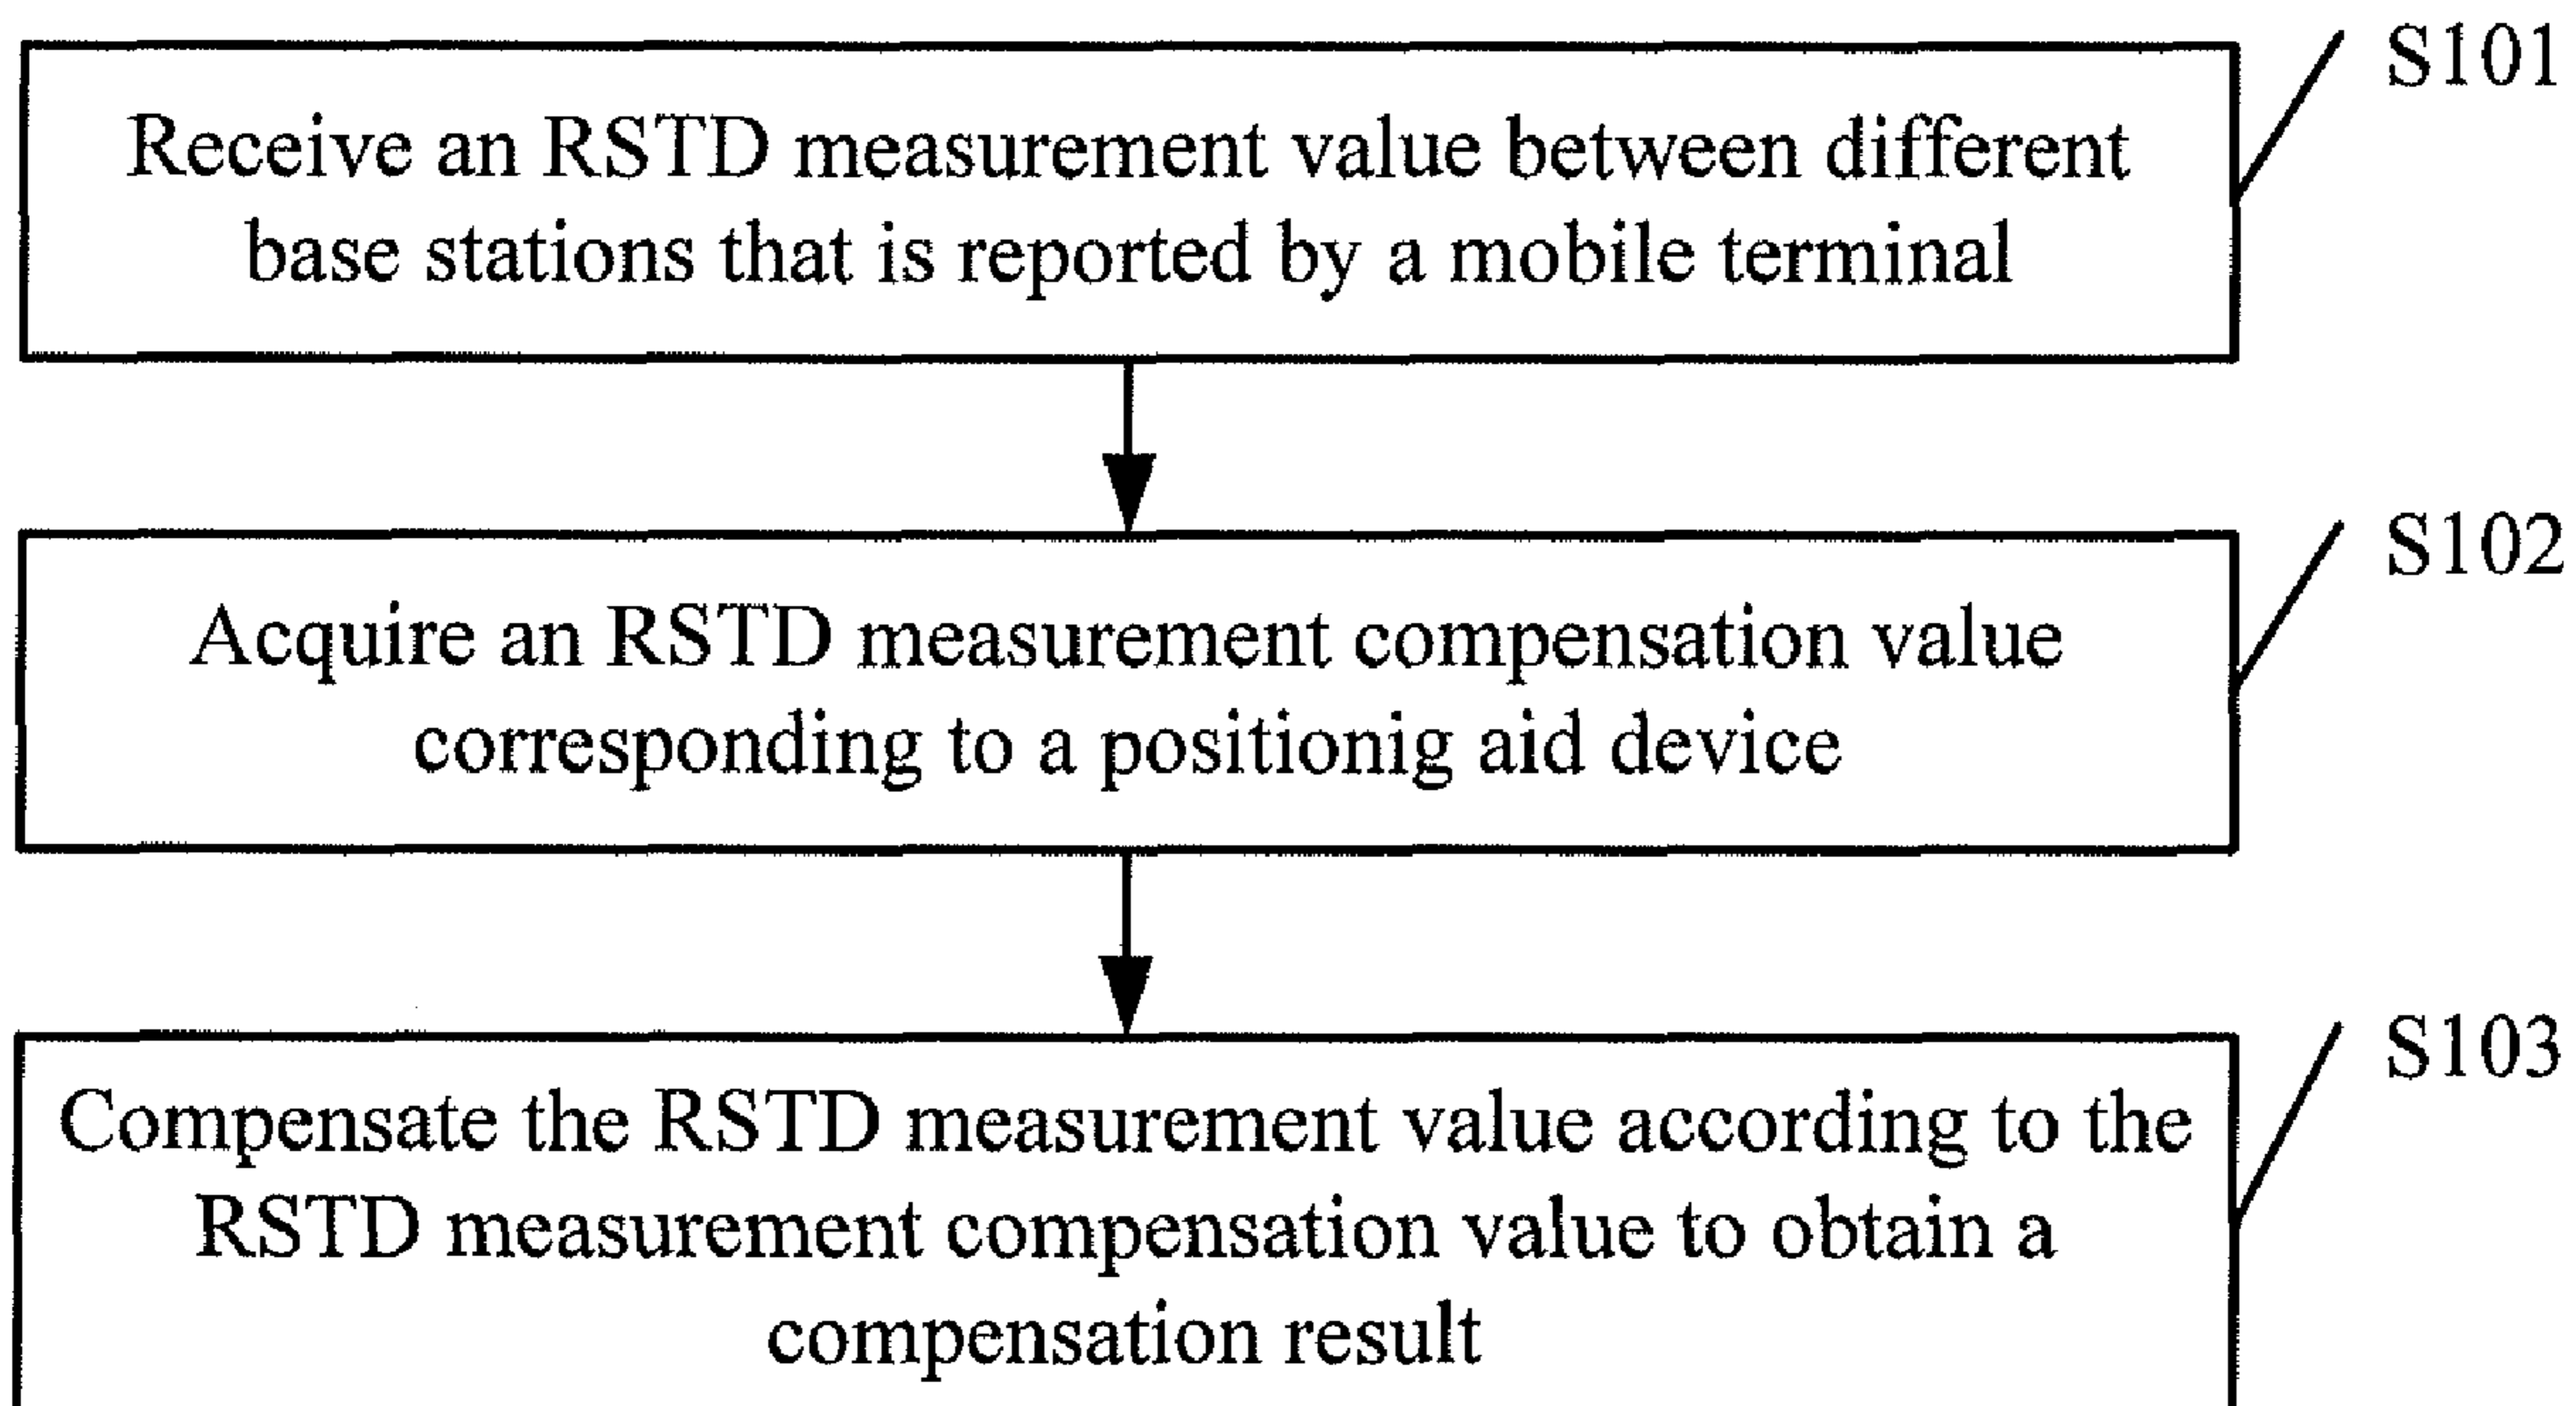 S101
Receive an RSTD measurement value between different
base stations that is reported by a mobile terminal
S102
Acquire an RSTD measurement compensation value
corresponding to a positionig aid device
S103
Compensate the RSTD measurement value according to the
RSTD measurement compensation value to obtain a
compensation result